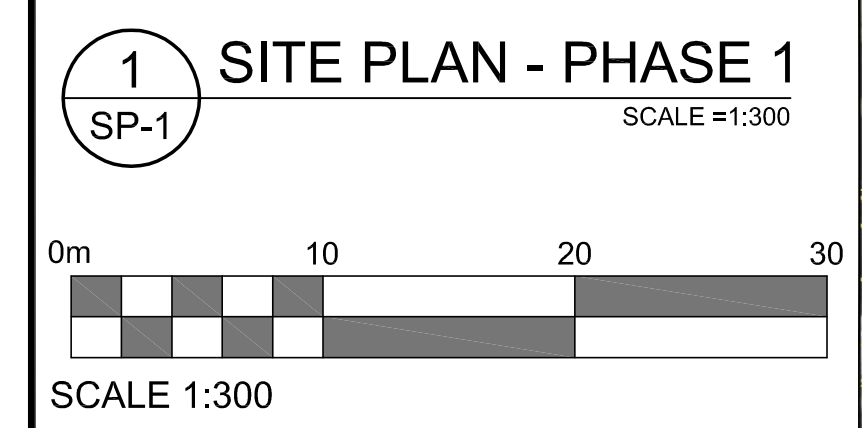 1
SP-1
SITE PLAN - PHASE 1
SCALE =1:300
0m 10 20 30
SCALE 1:300